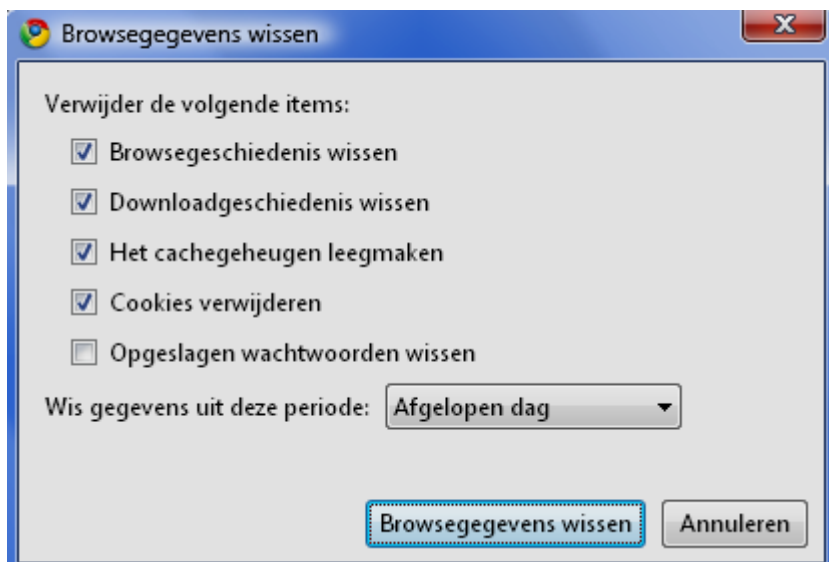 Browsegegevens wissen
Verwijder de volgende items:
Browsegeschiedenis wissen
Downloadgeschiedenis wissen
Het cachegeheugen leegmaken
Cookies verwijderen
Opgeslagen wachtwoorden wissen
Wis gegevens uit deze periode: Afgelopen dag
Browsegegevens wissen Annuleren